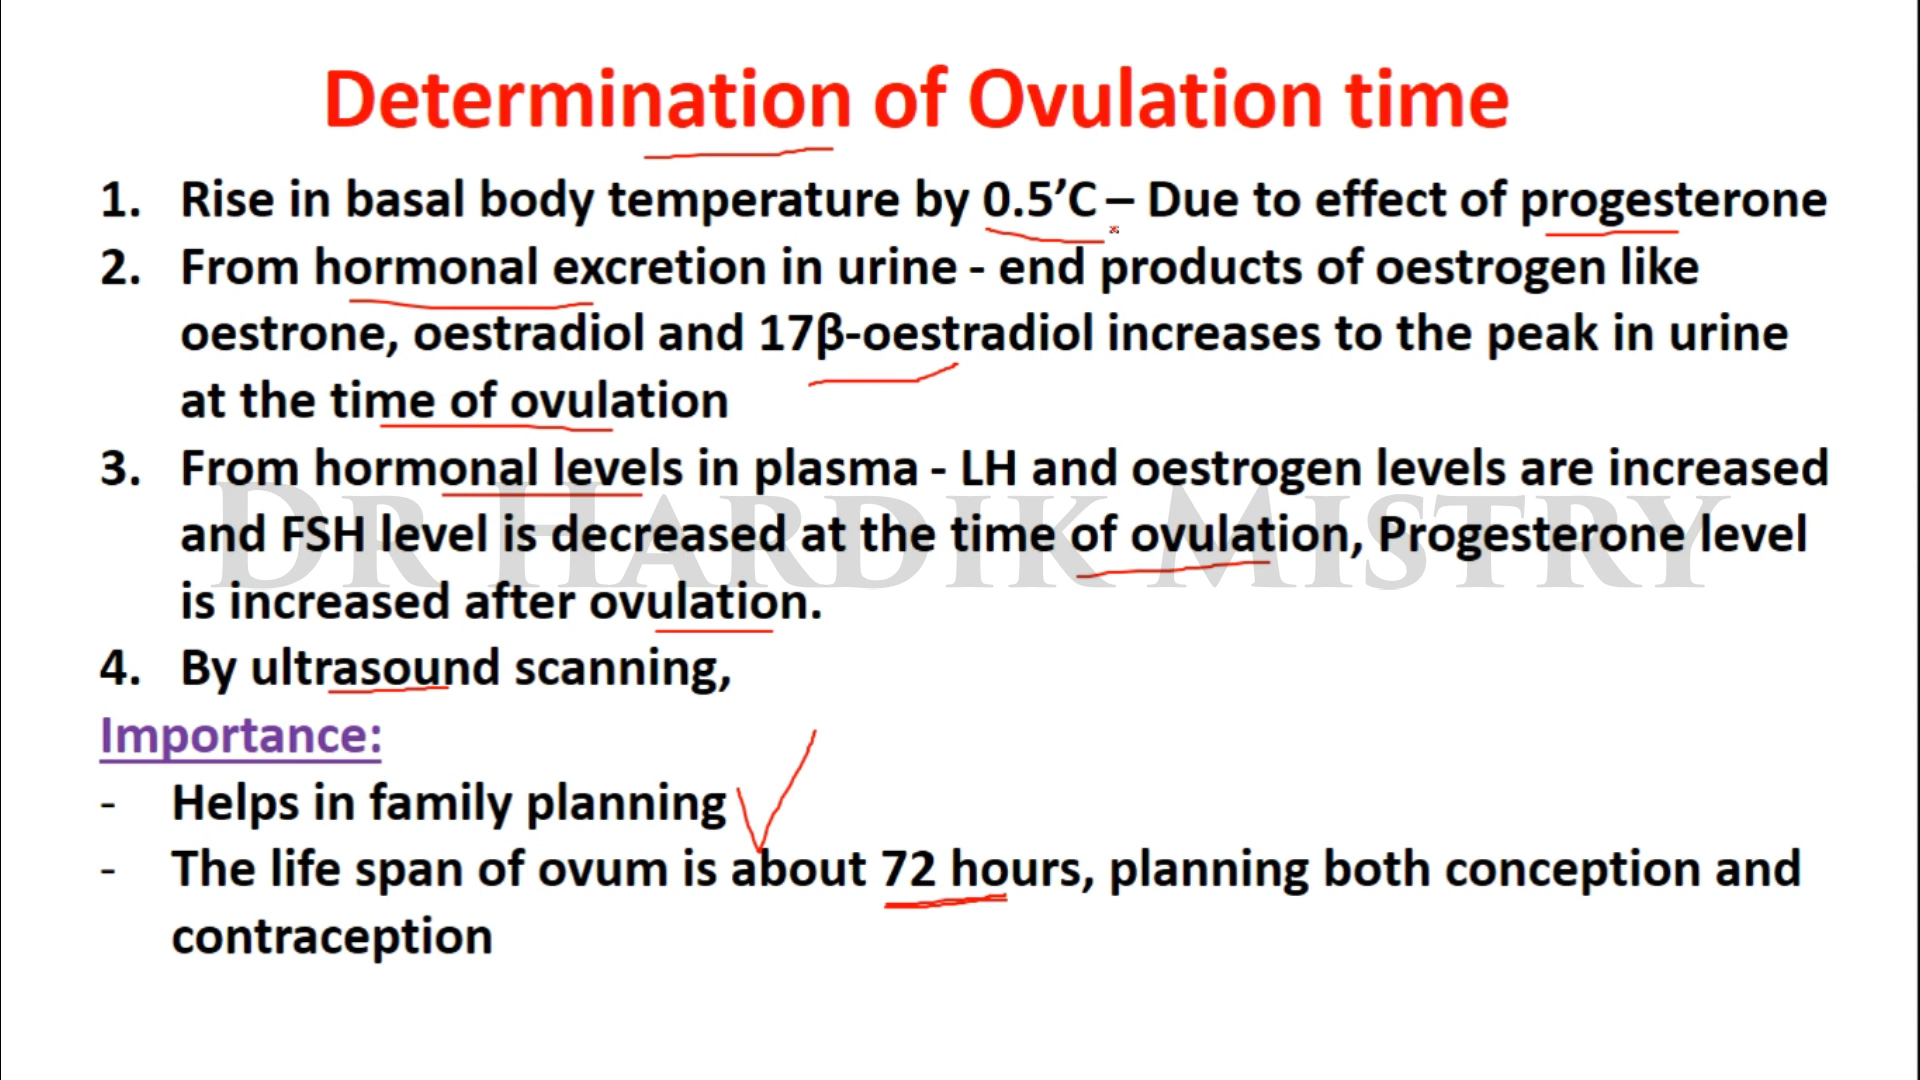 Determination of Ovulation time
1. Rise in basal body temperature by 0.5’C – Due to effect of progesterone
2. From hormonal excretion in urine - end products of oestrogen like
oestrone, oestradiol and 17β-oestradiol increases to the peak in urine
at the time of ovulation
3. From hormonal levels in plasma - LH and oestrogen levels are increased
and FSH level is decreased at the time of ovulation, Progesterone level
is increased after ovulation.
DR HARDIK MISTRY
4. By ultrasound scanning,
Importance:
- Helps in family planning
- The life span of ovum is about 72 hours, planning both conception and
contraception